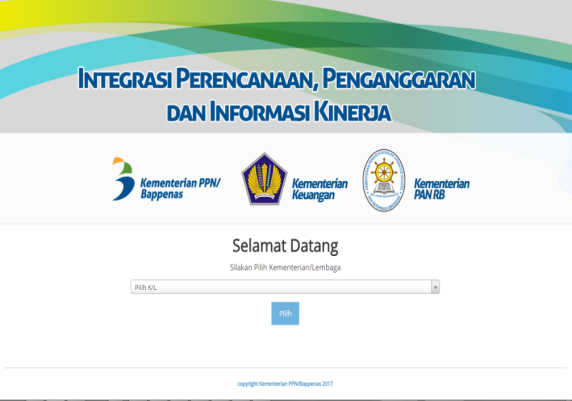 Integrasi Perencanaan, Penganggaran
dan Informasi Kinerja
Kementerian PPN/
Bappenas
Kementerian
Keuangan
Kementerian
PAN RB
Selamat Datang
Silakan Pilih Kementerian/Lembaga
Pilih K/L
Pilih
copyright Kementerian PPN/Bappenas 2017